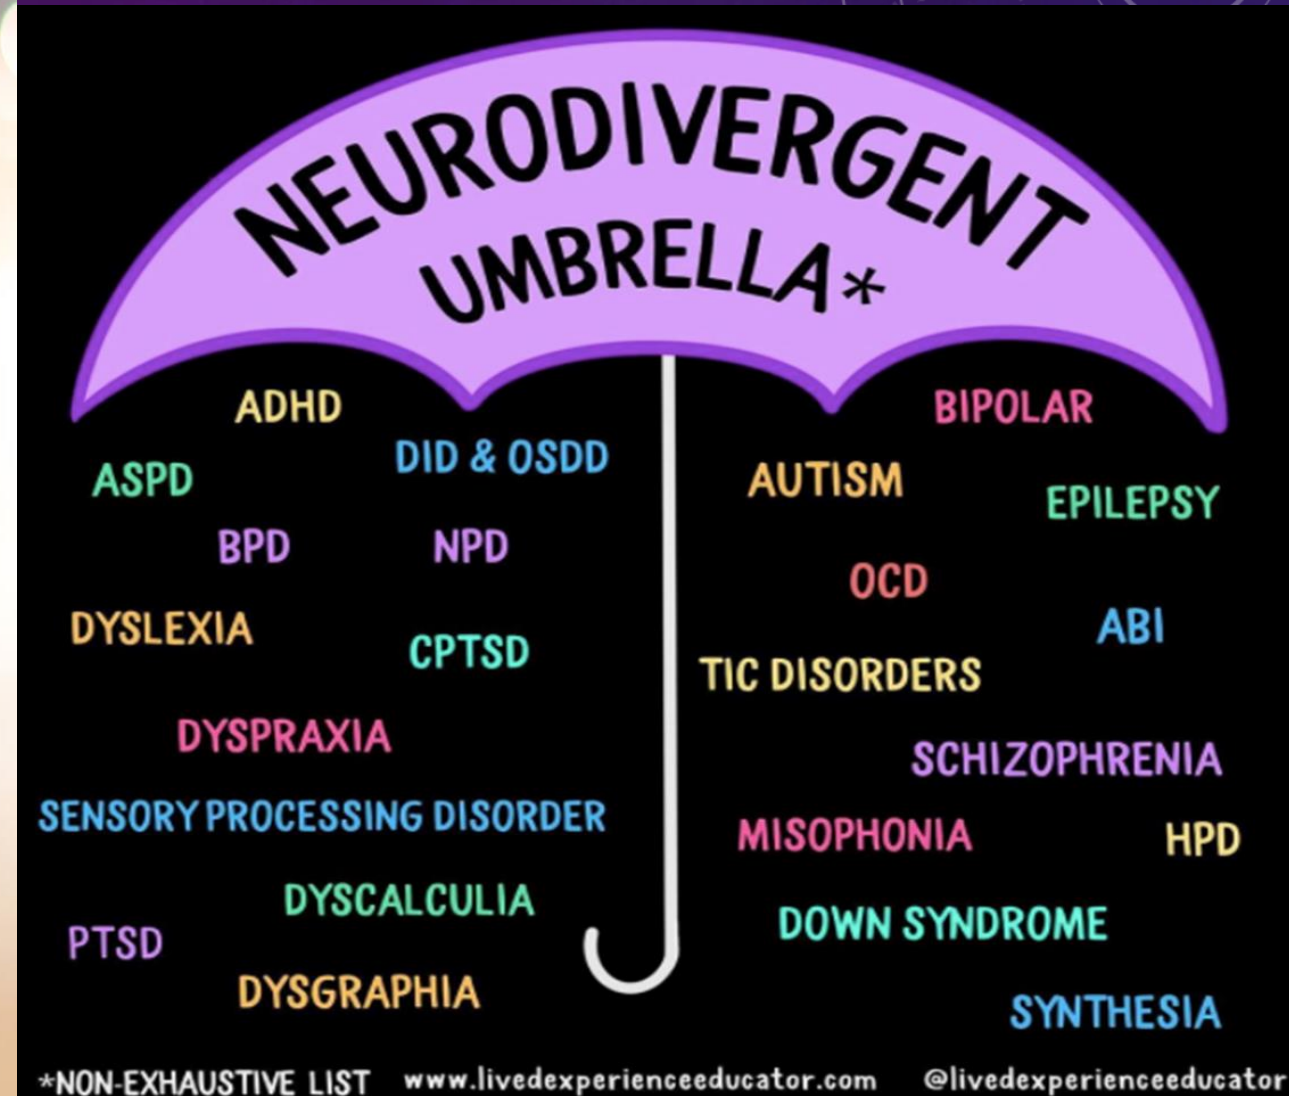 NEURODIVERGENT
UMBRELLA*
ADHD
DID & OSDD
ASPD
BPD
NPD
DYSLEXIA
CPTSD
DYSPRAXIA
SENSORY PROCESSING DISORDER
DYSCALCULIA
PTSD
DYSGRAPHIA
BIPOLAR
AUTISM
EPILEPSY
OCD
ABI
TIC DISORDERS
SCHIZOPHRENIA
MISOPHONIA
HPD
DOWN SYNDROME
SYNTHESIA
*NON-EXHAUSTIVE LIST www.livedexperienceeducator.com @livedexperienceeducator